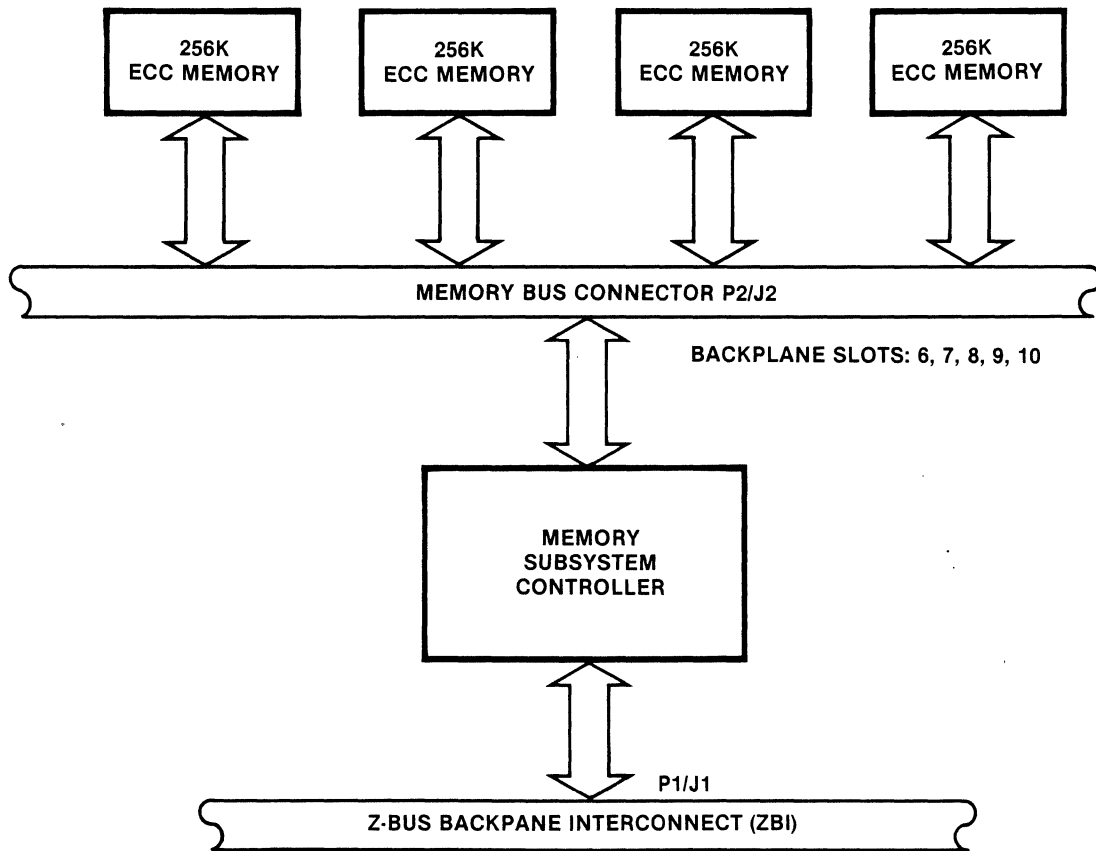 256K
ECC MEMORY
256K
ECC MEMORY
256K
ECC MEMORY
256K
ECC MEMORY
MEMORY BUS CONNECTOR P2/J2
BACKPLANE SLOTS: 6, 7, 8, 9, 10
MEMORY
SUBSYSTEM
CONTROLLER
P1/J1
Z-BUS BACKPANE INTERCONNECT (ZBI)